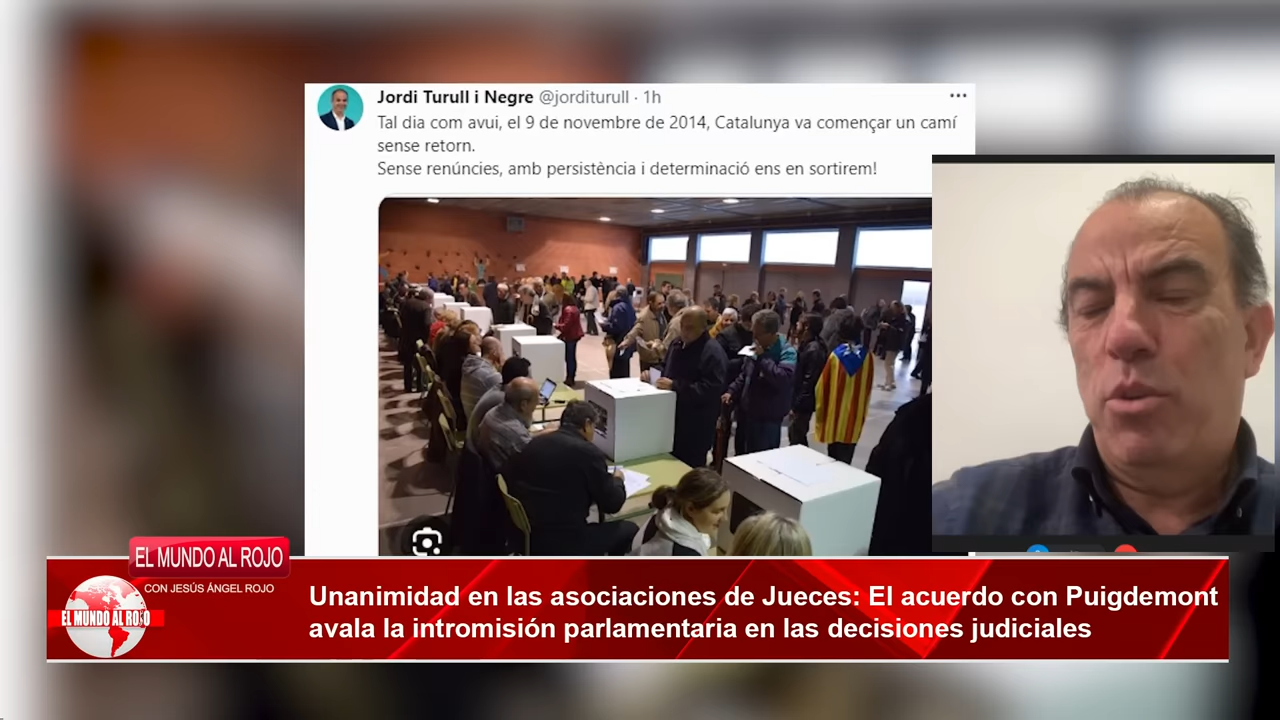 Jordi Turull i Negre @jorditurull · 1h
Tal dia com avui, el 9 de novembre de 2014, Catalunya va començar un camí
sense retorn.
Sense renúncies, amb persistència i determinació ens en sortirem!
EL MUNDO AL ROJO
CON JESÚS ÁNGEL ROJO
EL MUNDO AL ROJO
Unanimidad en las asociaciones de Jueces: El acuerdo con Puigdemont
avala la intromisión parlamentaria en las decisiones judiciales